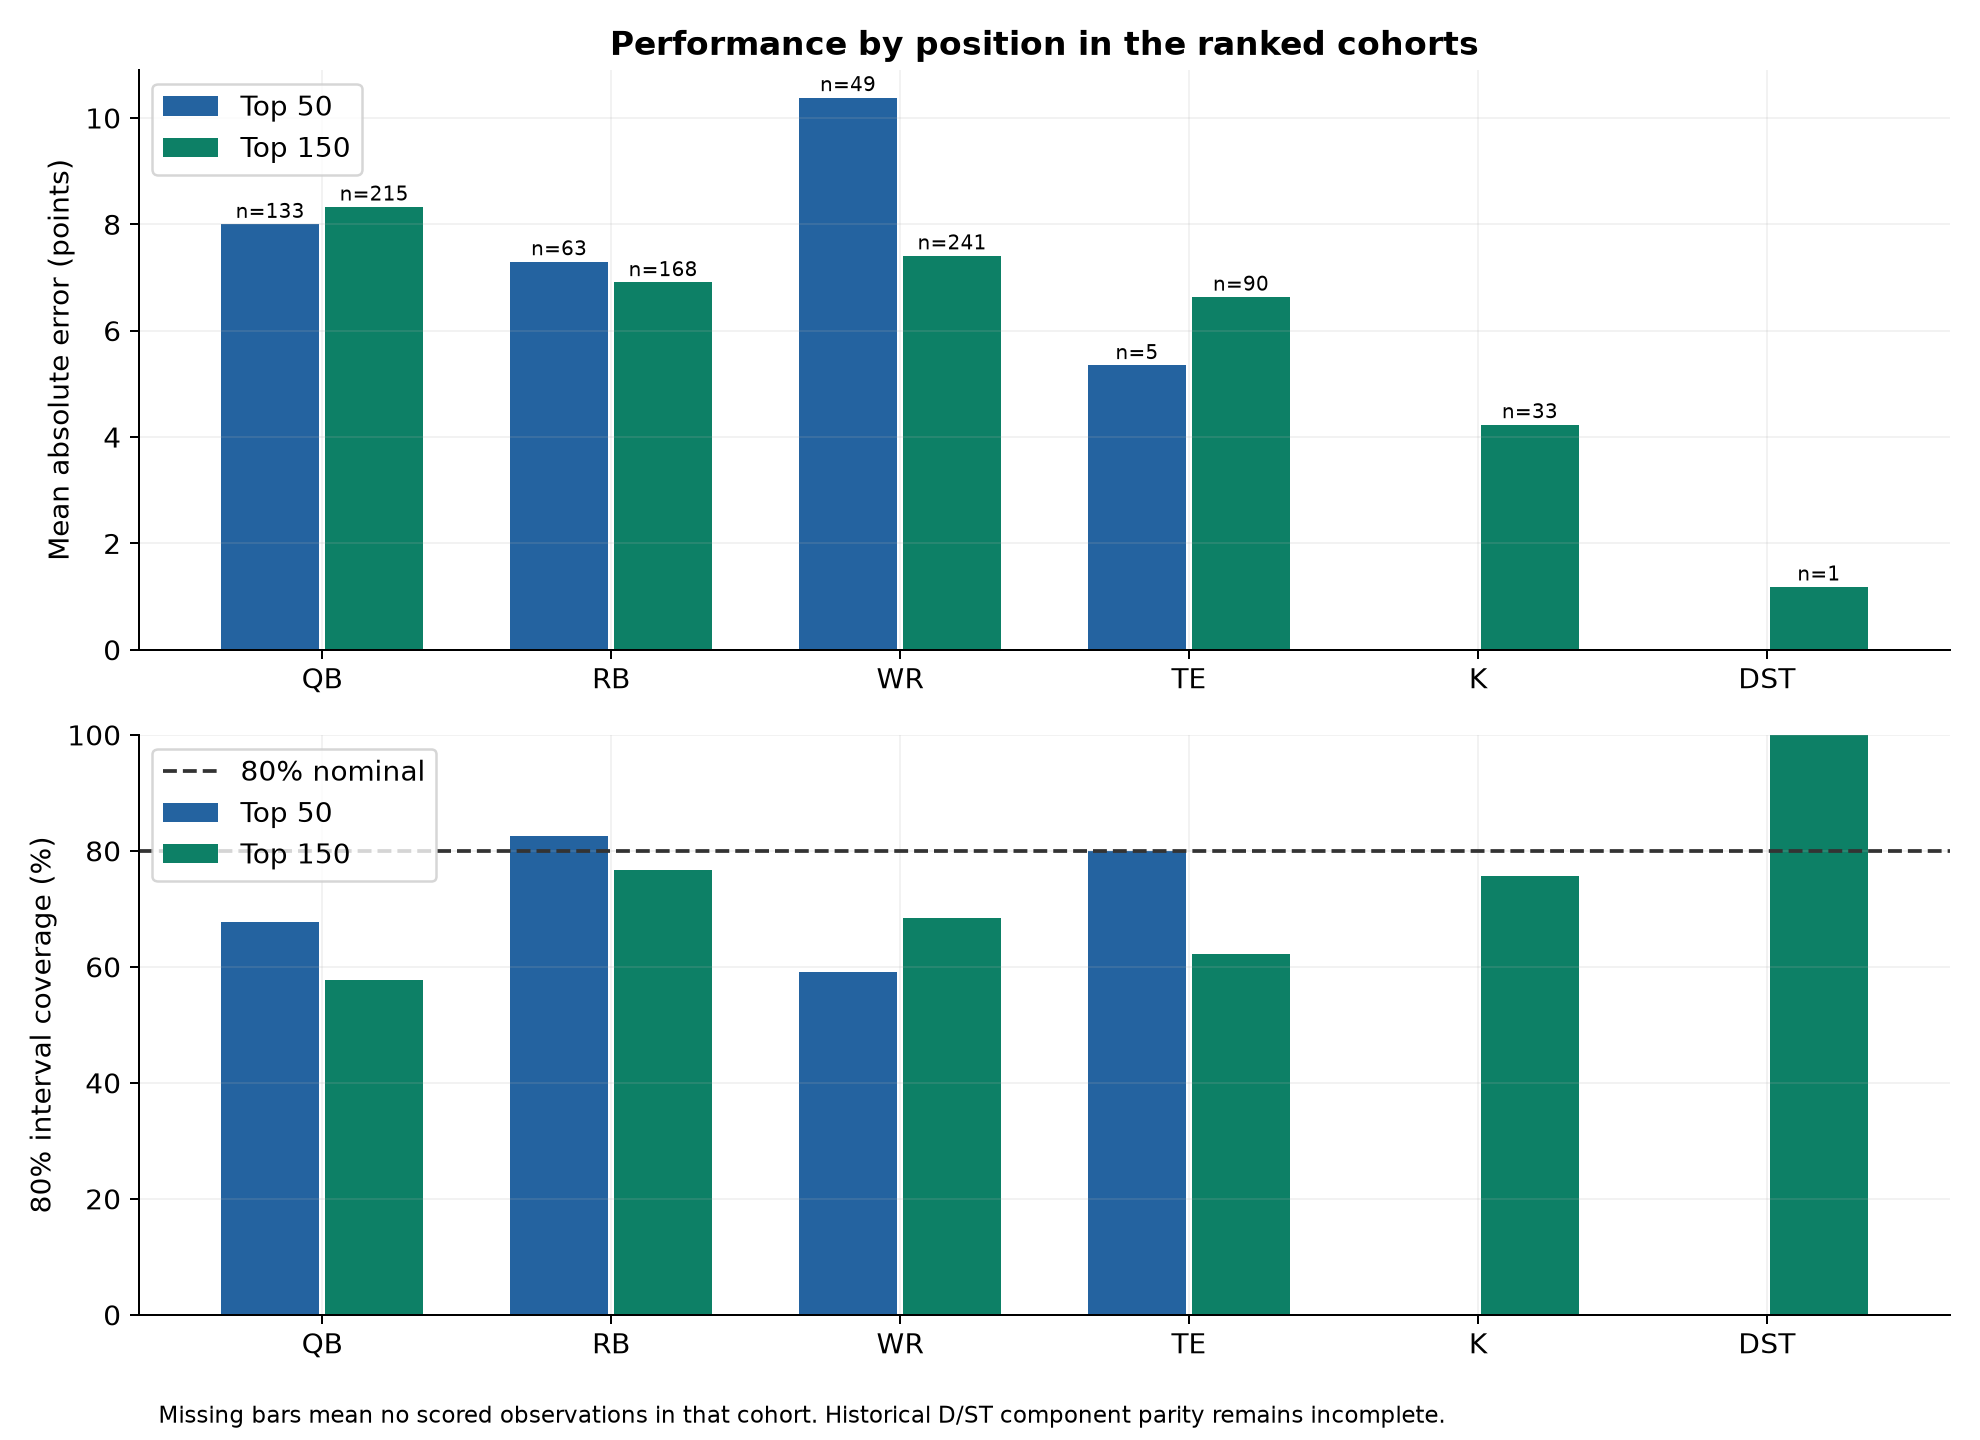 Performance by position in the ranked cohorts
Top 50
Top 150
Mean absolute error (points)
10
8
6
4
2
0
n=133
n=215
n=63
n=168
n=49
n=241
n=5
n=90
n=33
n=1
QB
RB
WR
TE
K
DST
80% nominal
Top 50
Top 150
80% interval coverage (%)
100
80
60
40
20
0
QB
RB
WR
TE
K
DST
Missing bars mean no scored observations in that cohort. Historical D/ST component parity remains incomplete.